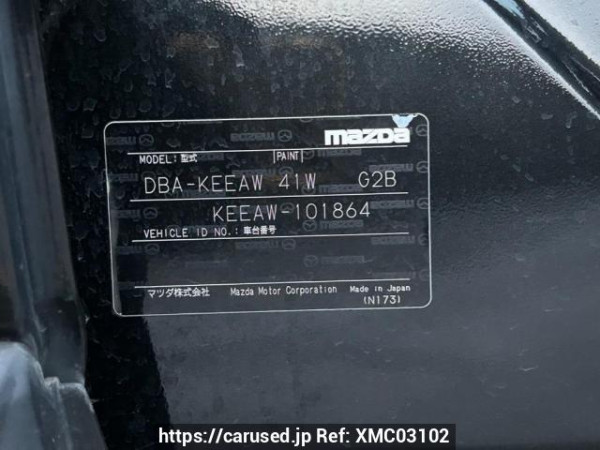 mazda
MODEL: 型式 PAINT
DBA-KEEAW 41W G2B
KEEAW-101864
VEHICLE ID NO.: 車台番号
マツダ株式会社 Mazda Motor Corporation Made in Japan
(N173)
https://carused.jp Ref: XMC03102